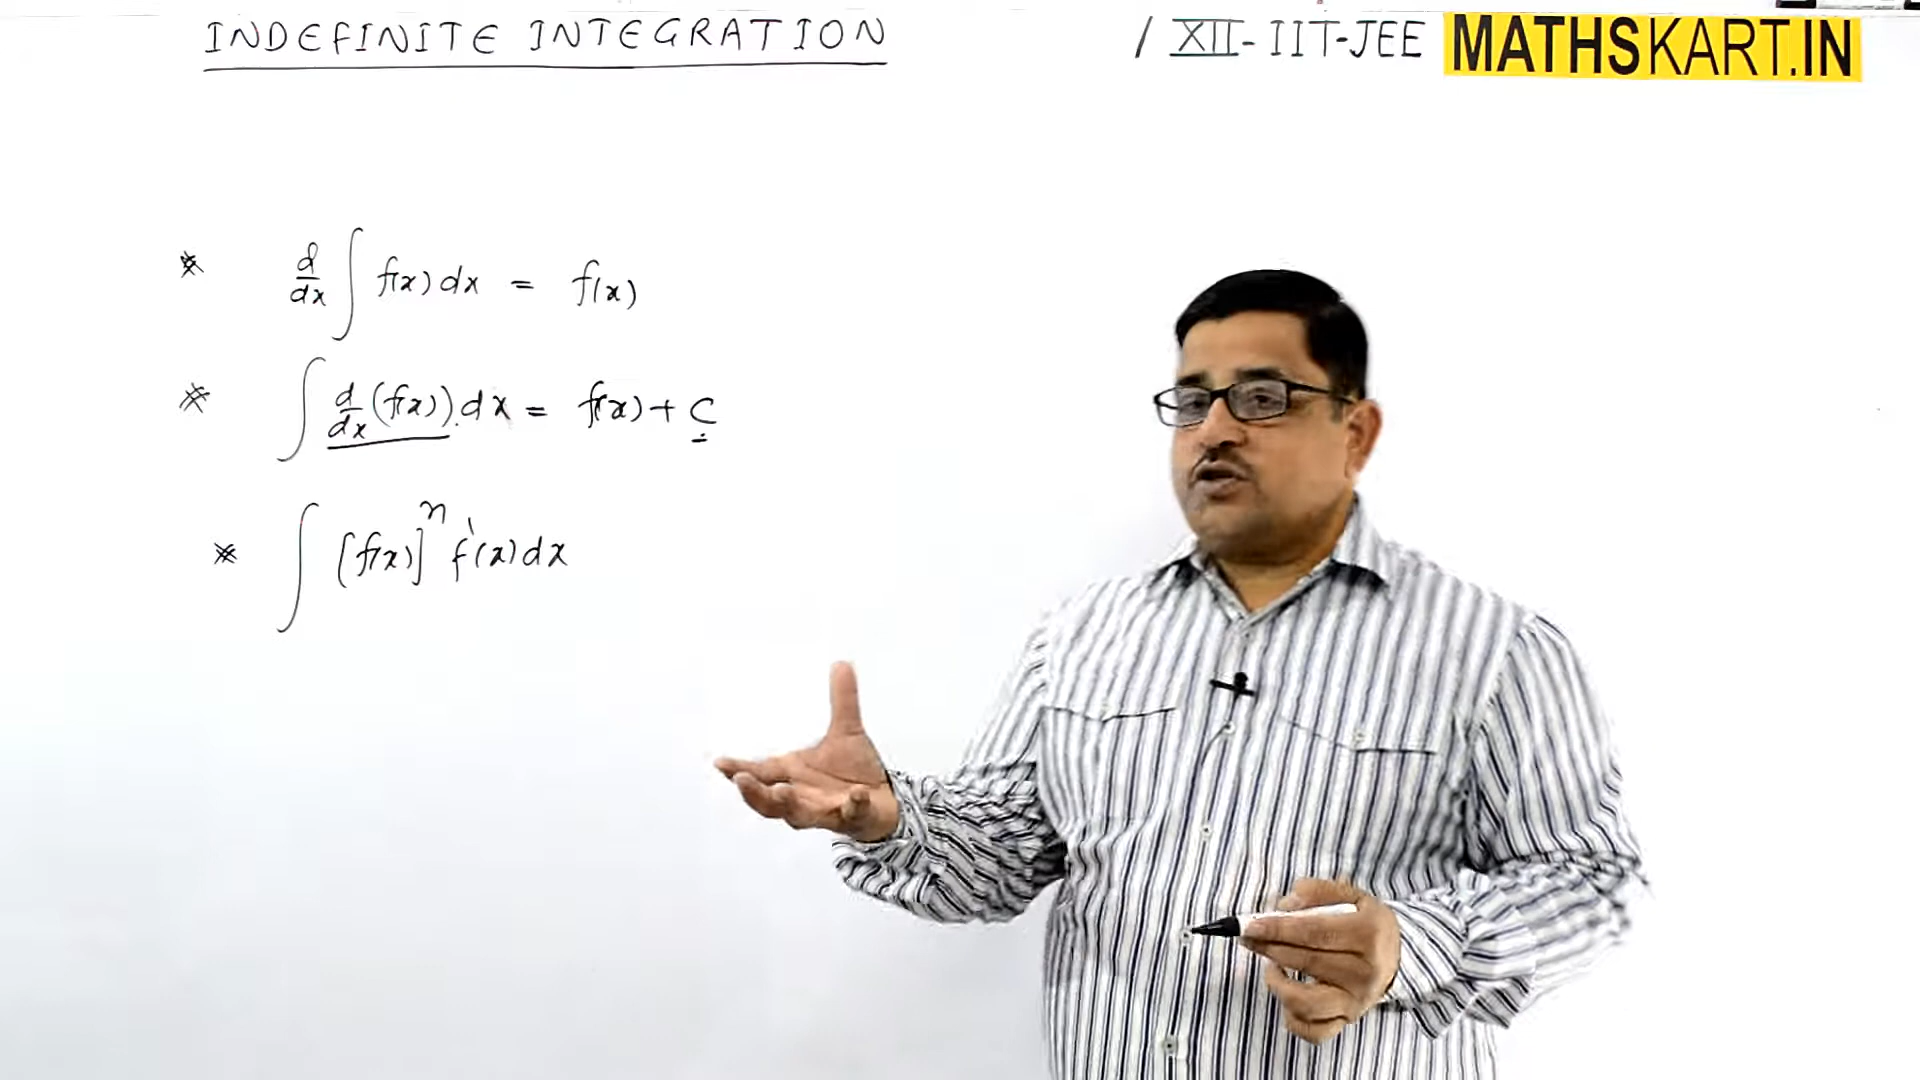 INDEFINITE INTEGRATION / XII - IIT-JEE MATHSKART.IN
* d/dx ∫ f(x) dx = f(x)
* ∫ d/dx (f(x)) . dx = f(x) + C
* ∫ [f(x)]^n f'(x) dx